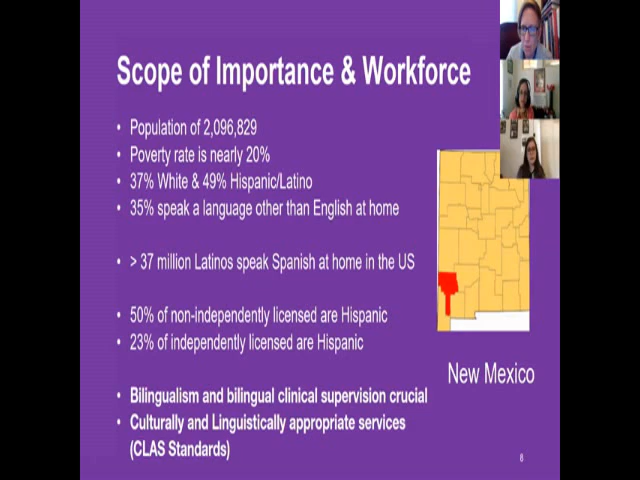 Scope of Importance & Workforce
• Population of 2,096,829
• Poverty rate is nearly 20%
• 37% White & 49% Hispanic/Latino
• 35% speak a language other than English at home
• > 37 million Latinos speak Spanish at home in the US
• 50% of non-independently licensed are Hispanic
• 23% of independently licensed are Hispanic
New Mexico
• Bilingualism and bilingual clinical supervision crucial
• Culturally and Linguistically appropriate services
(CLAS Standards)
8